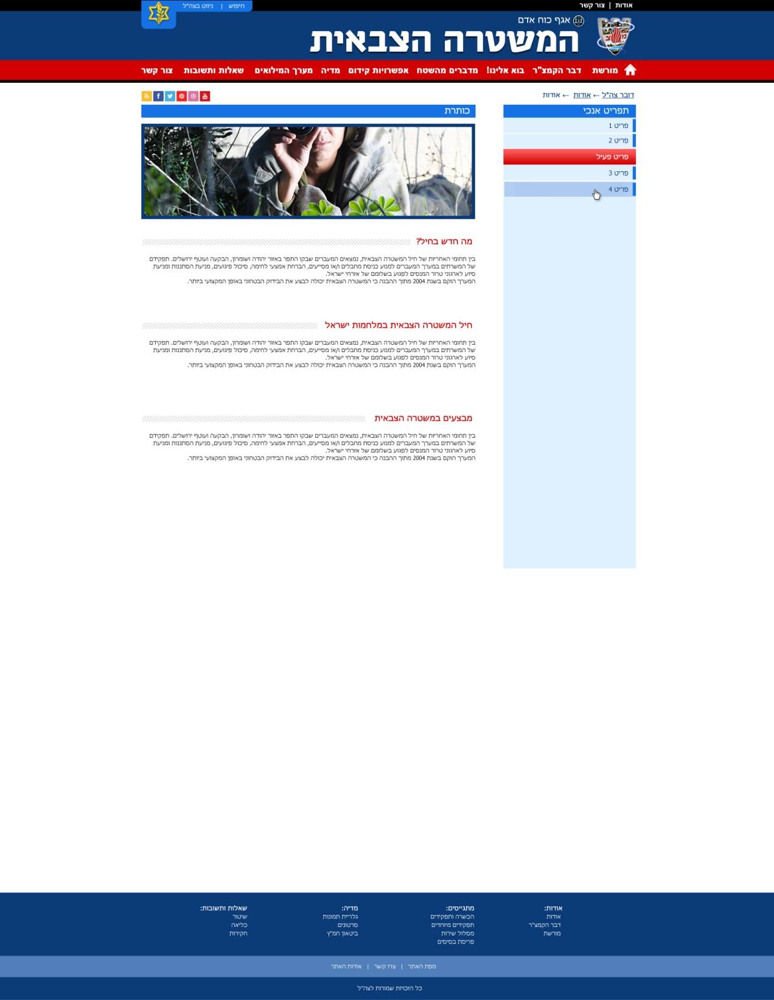 אודות | צור קשר
חיפוש | ניווט בצה"ל
אגף כוח אדם
המשטרה הצבאית
מורשת דבר הקמצ"ר בוא אלינו! מדברים מהשטח אפשרויות קידום מדיה מערך המילואים שאלות ותשובות צור קשר
דובר צה"ל ← אודות ← אודות
תפריט אנכי
פריט 1
פריט 2
פריט פעיל
פריט 3
פריט 4
כותרת
מה חדש בחיל?
בין תחומי האחריות של חיל המשטרה הצבאית, נמצאים המעברים שבקו התפר באזור יהודה ושומרון, הבקעה ועוטף ירושלים. תפקידם
של המשרתים במערך המעברים למנוע כניסת מחבלים ו/או מסייעים, הברחת אמצעי לחימה, סיכול פיגועים, מניעת הסתננות ומניעת
סיוע לארגוני טרור המנסים לפגוע בשלומם של אזרחי ישראל.
המערך הוקם בשנת 2004 מתוך ההבנה כי המשטרה הצבאית יכולה לבצע את הבידוק הבטחוני באופן המקצועי ביותר.
חיל המשטרה הצבאית במלחמות ישראל
בין תחומי האחריות של חיל המשטרה הצבאית, נמצאים המעברים שבקו התפר באזור יהודה ושומרון, הבקעה ועוטף ירושלים. תפקידם
של המשרתים במערך המעברים למנוע כניסת מחבלים ו/או מסייעים, הברחת אמצעי לחימה, סיכול פיגועים, מניעת הסתננות ומניעת
סיוע לארגוני טרור המנסים לפגוע בשלומם של אזרחי ישראל.
המערך הוקם בשנת 2004 מתוך ההבנה כי המשטרה הצבאית יכולה לבצע את הבידוק הבטחוני באופן המקצועי ביותר.
מבצעים במשטרה הצבאית
בין תחומי האחריות של חיל המשטרה הצבאית, נמצאים המעברים שבקו התפר באזור יהודה ושומרון, הבקעה ועוטף ירושלים. תפקידם
של המשרתים במערך המעברים למנוע כניסת מחבלים ו/או מסייעים, הברחת אמצעי לחימה, סיכול פיגועים, מניעת הסתננות ומניעת
סיוע לארגוני טרור המנסים לפגוע בשלומם של אזרחי ישראל.
המערך הוקם בשנת 2004 מתוך ההבנה כי המשטרה הצבאית יכולה לבצע את הבידוק הבטחוני באופן המקצועי ביותר.
אודות:
אודות
דבר הקמצ"ר
מורשת
מתגייסים:
הכשרה ותפקידים
תפקידים מיוחדים
מסלול שירות
פריסת בסיסים
מדיה:
גלריית תמונות
סרטונים
ביטאון חמ"ץ
שאלות ותשובות:
שיטור
כליאה
חקירות
מפת האתר | צרו קשר | אודות האתר
כל הזכויות שמורות לצה"ל